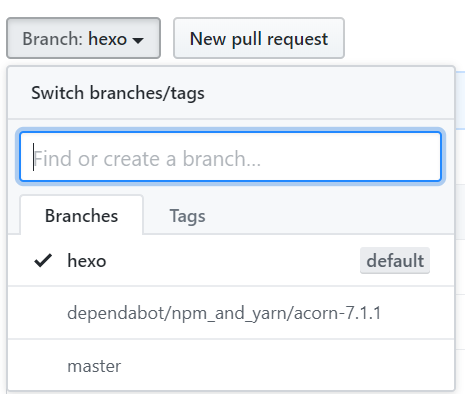 Branch: hexo New pull request
Switch branches/tags
Find or create a branch...
Branches Tags
hexo default
dependabot/npm_and_yarn/acorn-7.1.1
master